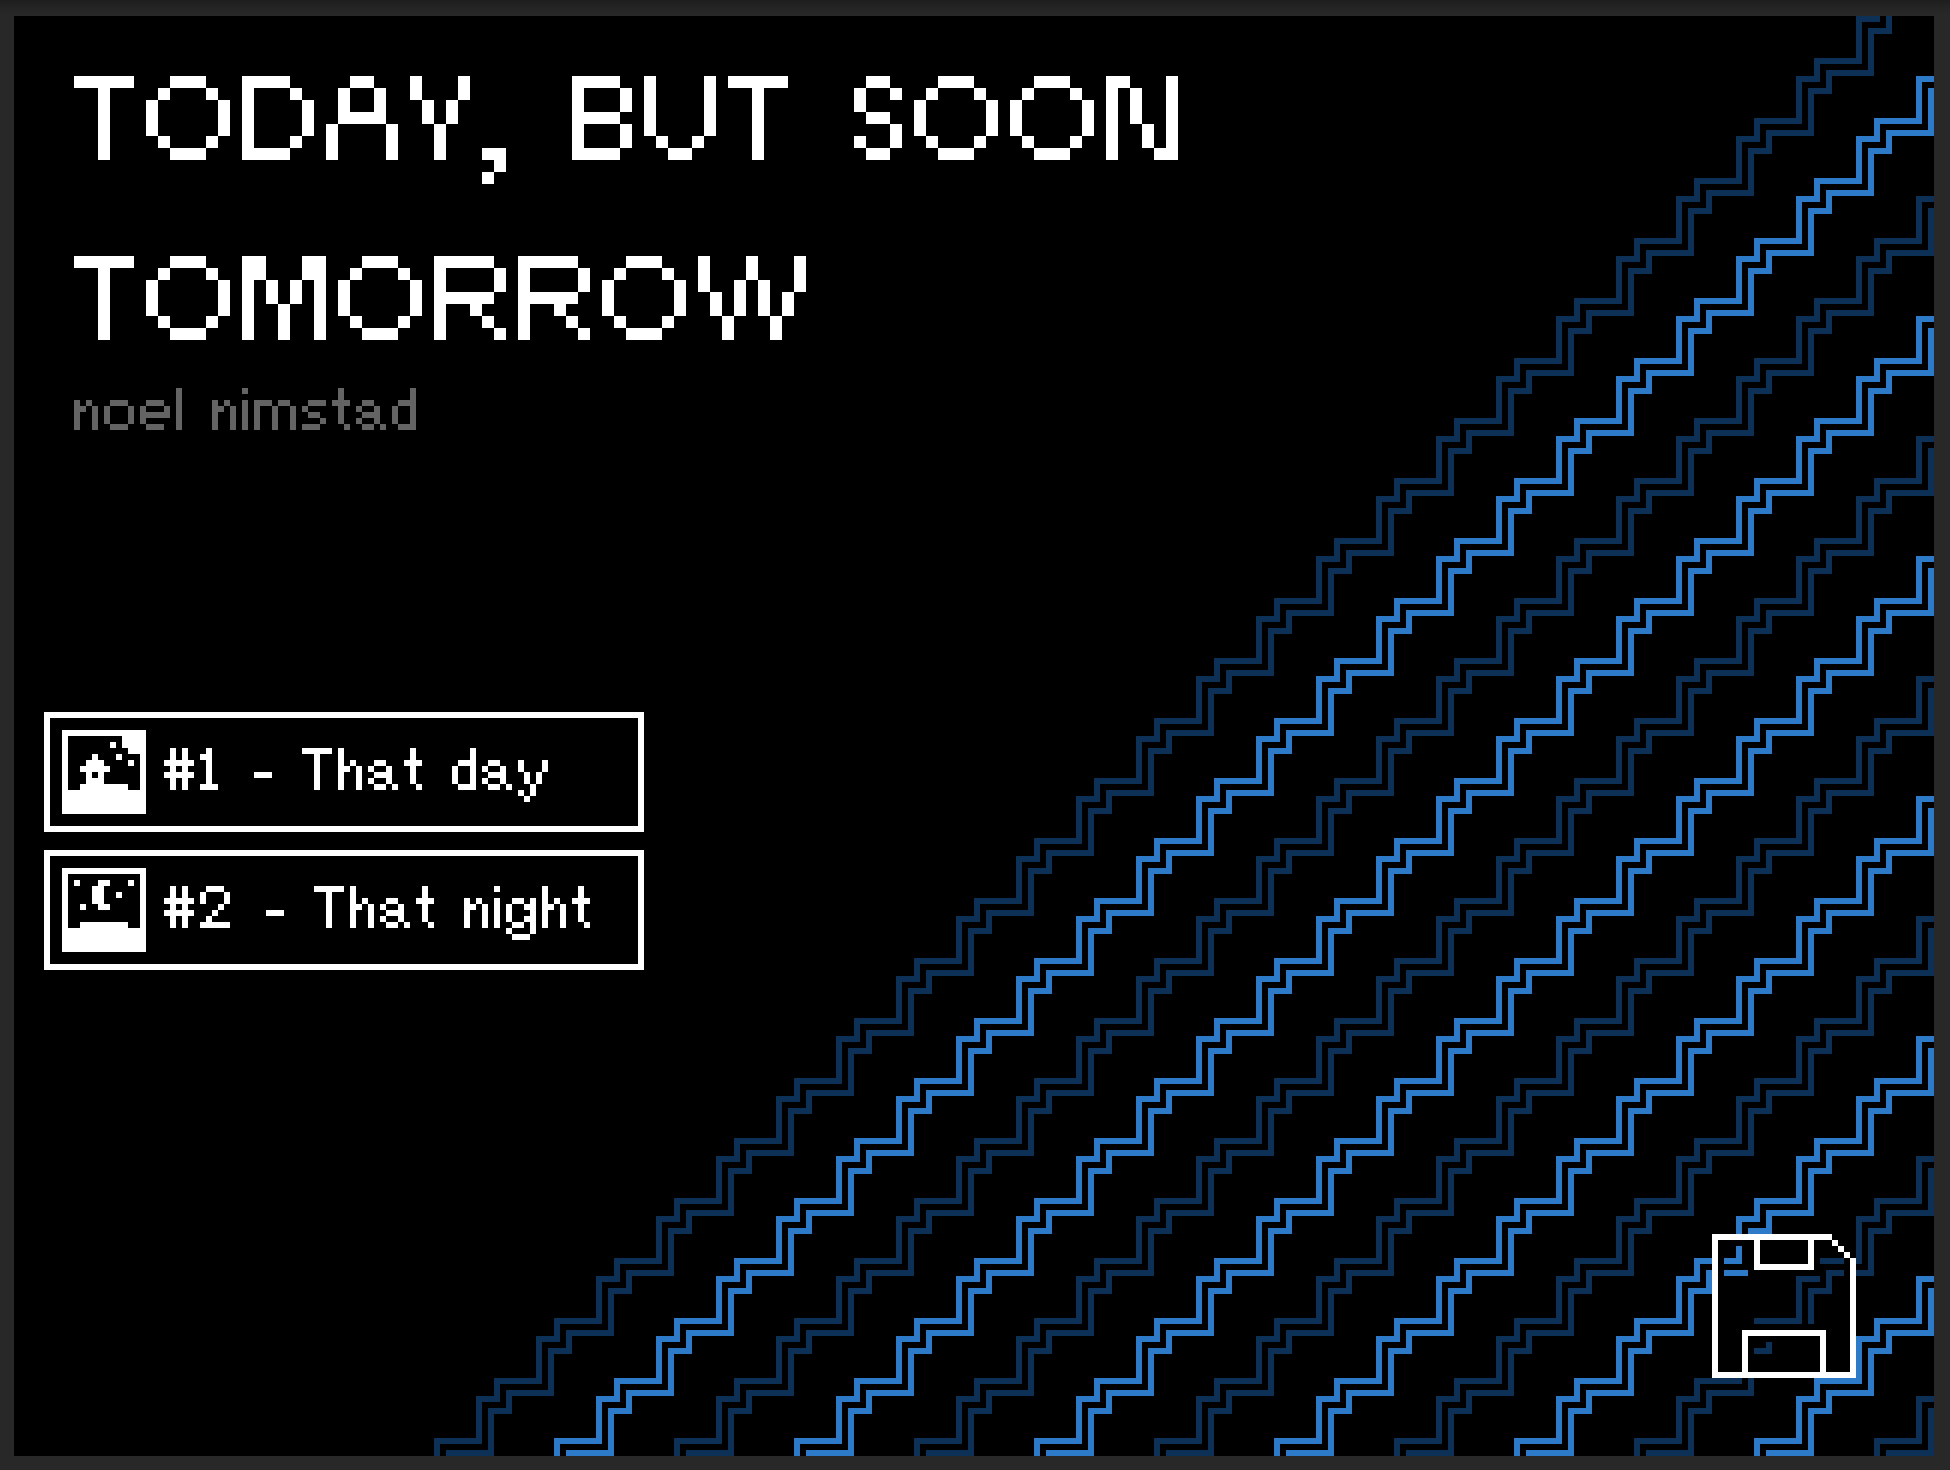 TODAY, BUT SOON
TOMORROW
noel nimstad
#1 - That day
#2 - That night